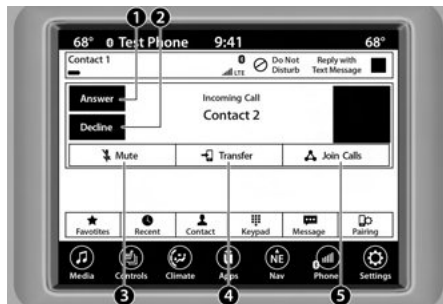 1 2
68° Test Phone 9:41 68°
Contact 1 LTE Do Not Disturb Reply with Text Message
Answer
Incoming Call
Contact 2
Decline
Mute Transfer Join Calls
Favotites Recent Contact Keypad Message Pairing
Media Controls Climate Apps Nav Phone Settings
3 4 5